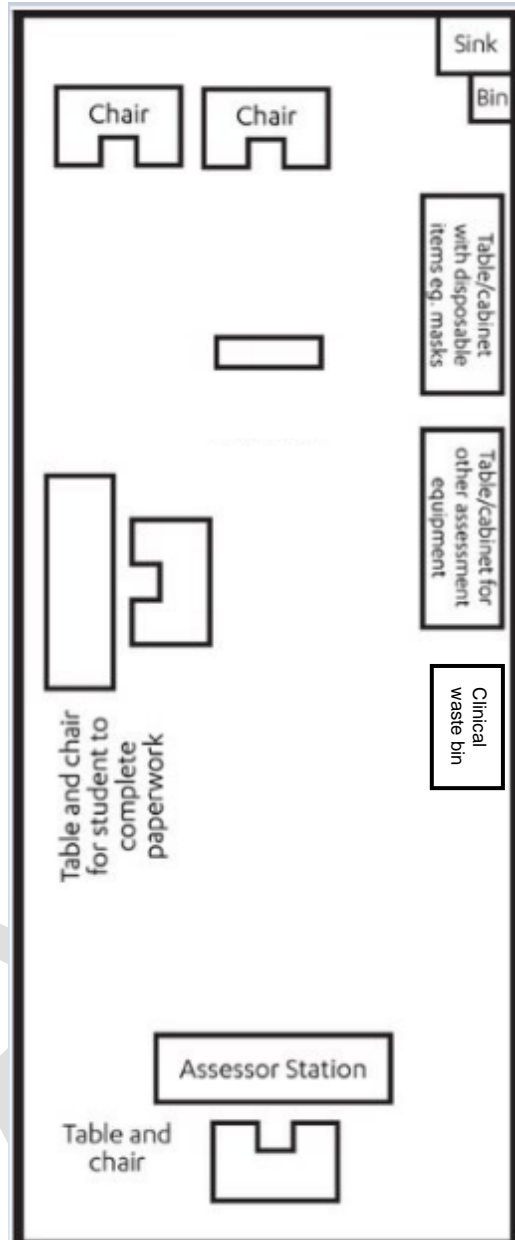 Sink
Bin
Chair
Chair
Table/cabinet
with disposable
items eg. masks
Table/cabinet for
other assessment
equipment
Clinical
waste bin
Table and chair
for student to
complete
paperwork
Assessor Station
Table and
chair